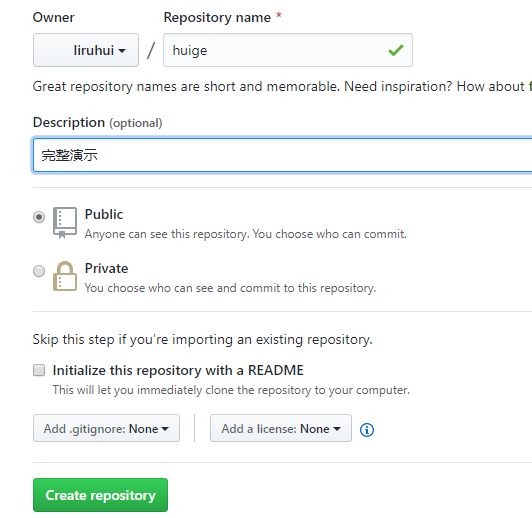 Owner Repository name *
liruhui / huige
Great repository names are short and memorable. Need inspiration? How about
Description (optional)
完整演示
Public
Anyone can see this repository. You choose who can commit.
Private
You choose who can see and commit to this repository.
Skip this step if you're importing an existing repository.
Initialize this repository with a README
This will let you immediately clone the repository to your computer.
Add .gitignore: None Add a license: None
Create repository